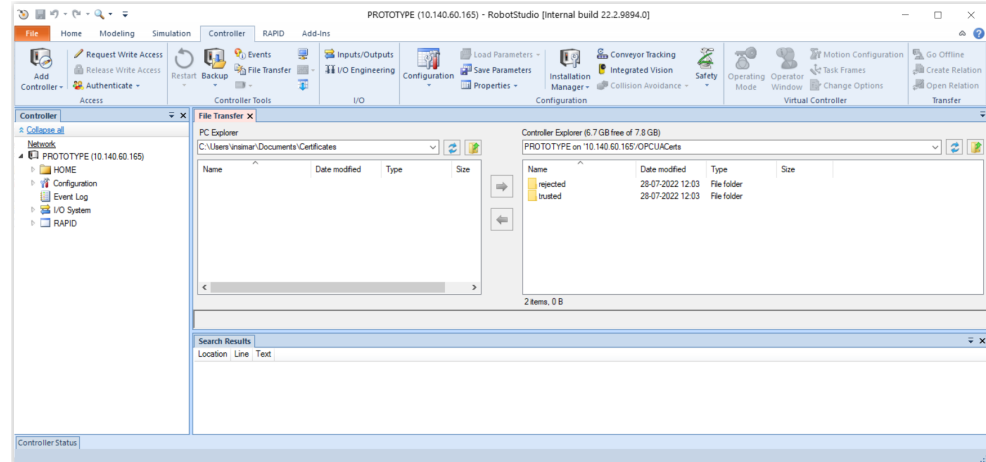 PROTOTYPE (10.140.60.165) - RobotStudio [Internal build 22.2.9894.0]
File Home Modeling Simulation Controller RAPID Add-Ins
Add Controller
Request Write Access
Release Write Access
Authenticate
Access
Restart
Backup
Events
File Transfer
Controller Tools
Inputs/Outputs
I/O Engineering
I/O
Configuration
Load Parameters
Save Parameters
Properties
Installation Manager
Conveyor Tracking
Integrated Vision
Collision Avoidance
Safety
Configuration
Operating Mode
Operator Window
Motion Configuration
Task Frames
Change Options
Virtual Controller
Go Offline
Create Relation
Open Relation
Transfer
Controller
Collapse all
Network
PROTOTYPE (10.140.60.165)
HOME
Configuration
Event Log
I/O System
RAPID
File Transfer X
PC Explorer
C:\Users\insimar\Documents\Certificates
Name Date modified Type Size
Controller Explorer (6.7 GB free of 7.8 GB)
PROTOTYPE on '10.140.60.165'/OPCUACerts
Name Date modified Type Size
rejected 28-07-2022 12:03 File folder
trusted 28-07-2022 12:03 File folder
2 items, 0 B
Search Results
Location Line Text
Controller Status